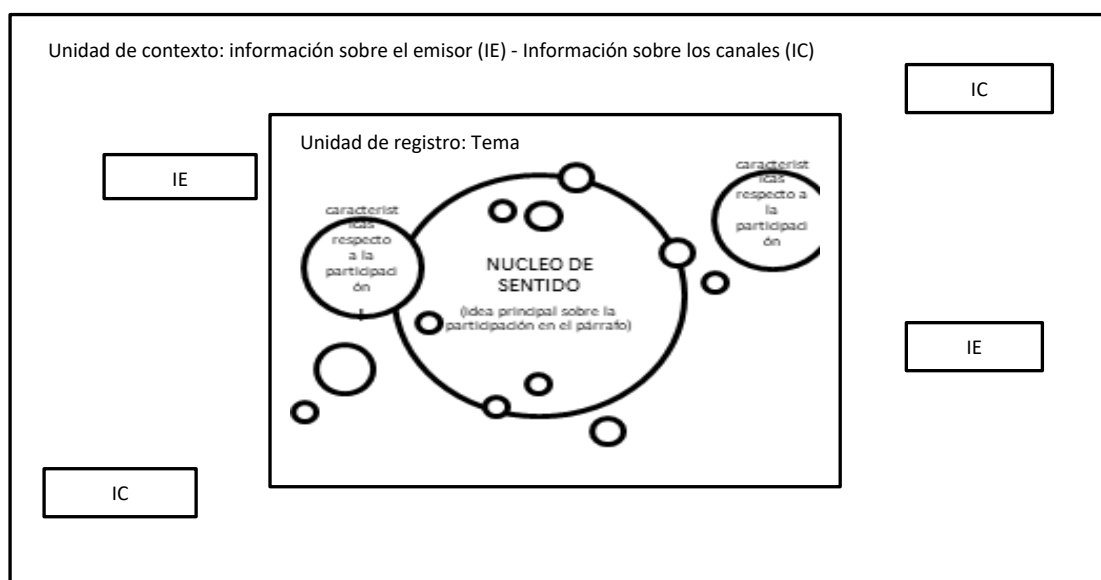 Unidad de contexto: información sobre el emisor (IE) - Información sobre los canales (IC)
IC
Unidad de registro: Tema
IE
caracterist
icas
respecto a
la
participaci
ón
caracterist
icas
respecto
a la
participaci
ón
NUCLEO DE
SENTIDO
(idea principal sobre la
participación en el párrafo)
IE
IC